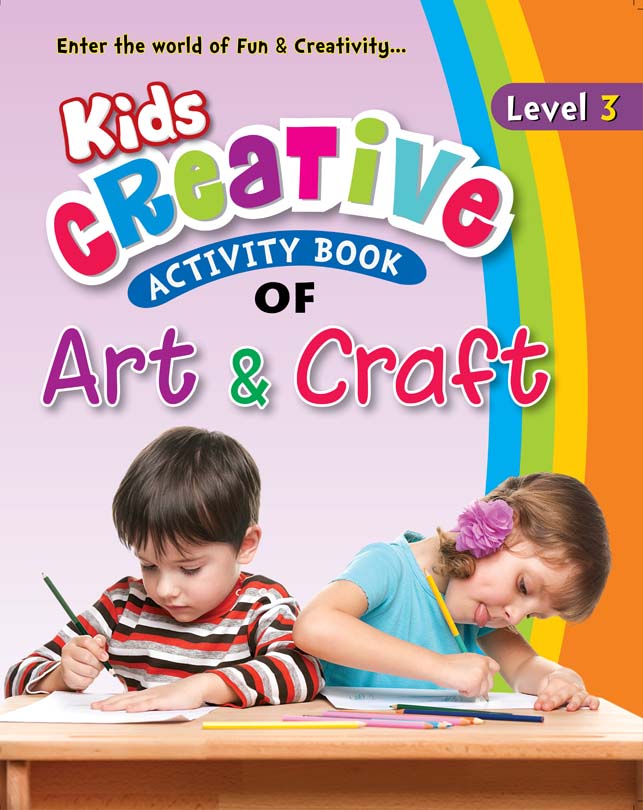 Enter the world of Fun & Creativity...
Level 3
Kids
CReaTive
ACTIVITY BOOK
OF
Art & Craft